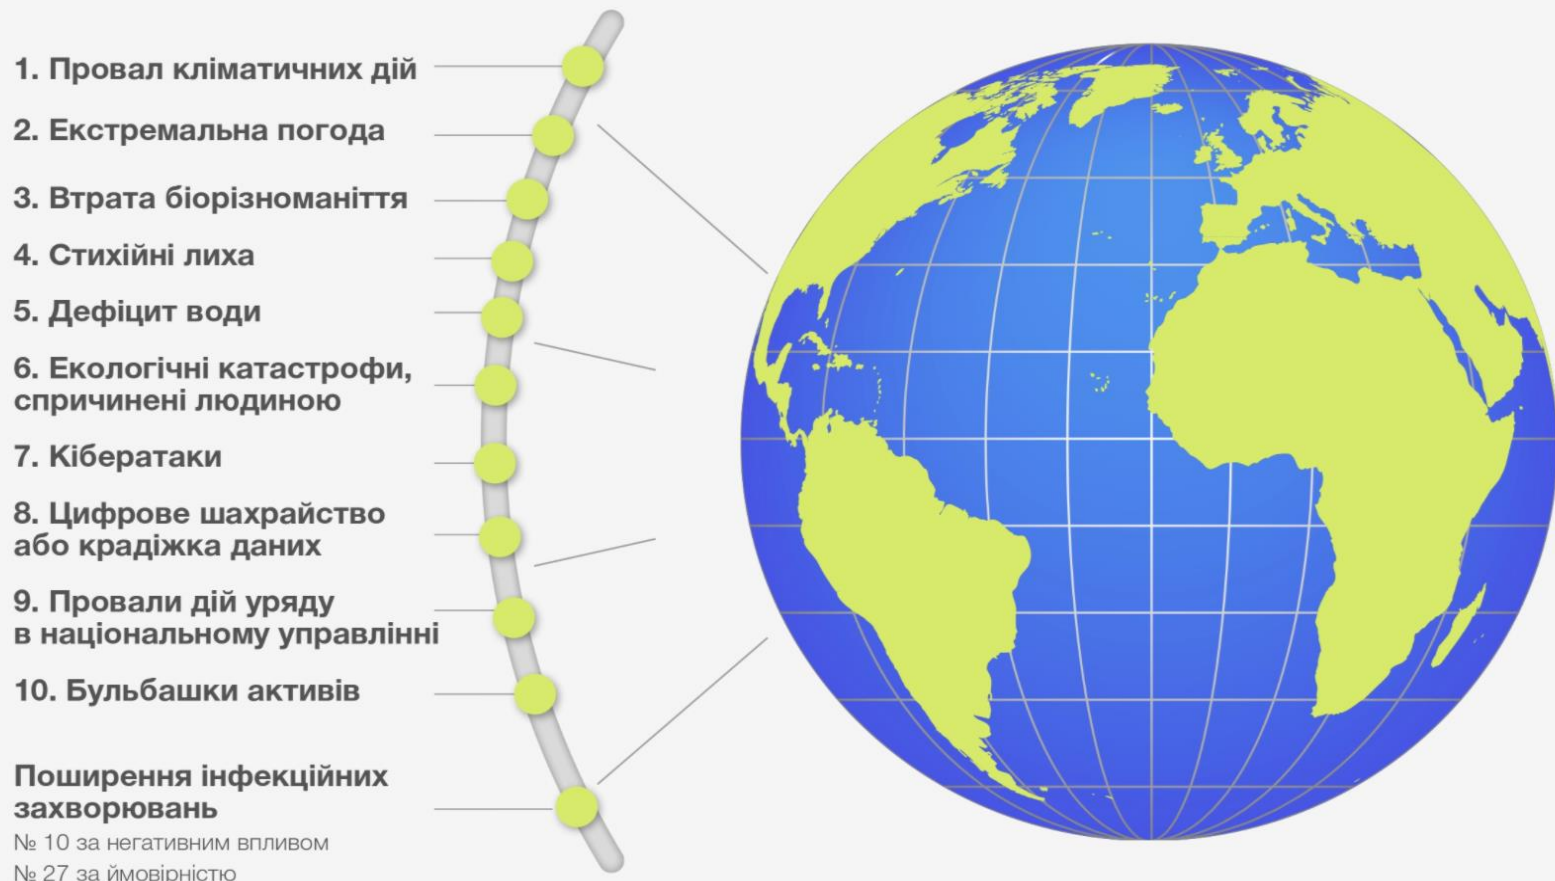 1. Провал кліматичних дій
2. Екстремальна погода
3. Втрата біорізноманіття
4. Стихійні лиха
5. Дефіцит води
6. Екологічні катастрофи,
спричинені людиною
7. Кібератаки
8. Цифрове шахрайство
або крадіжка даних
9. Провали дій уряду
в національному управлінні
10. Бульбашки активів
Поширення інфекційних
захворювань
№ 10 за негативним впливом
№ 27 за ймовірністю